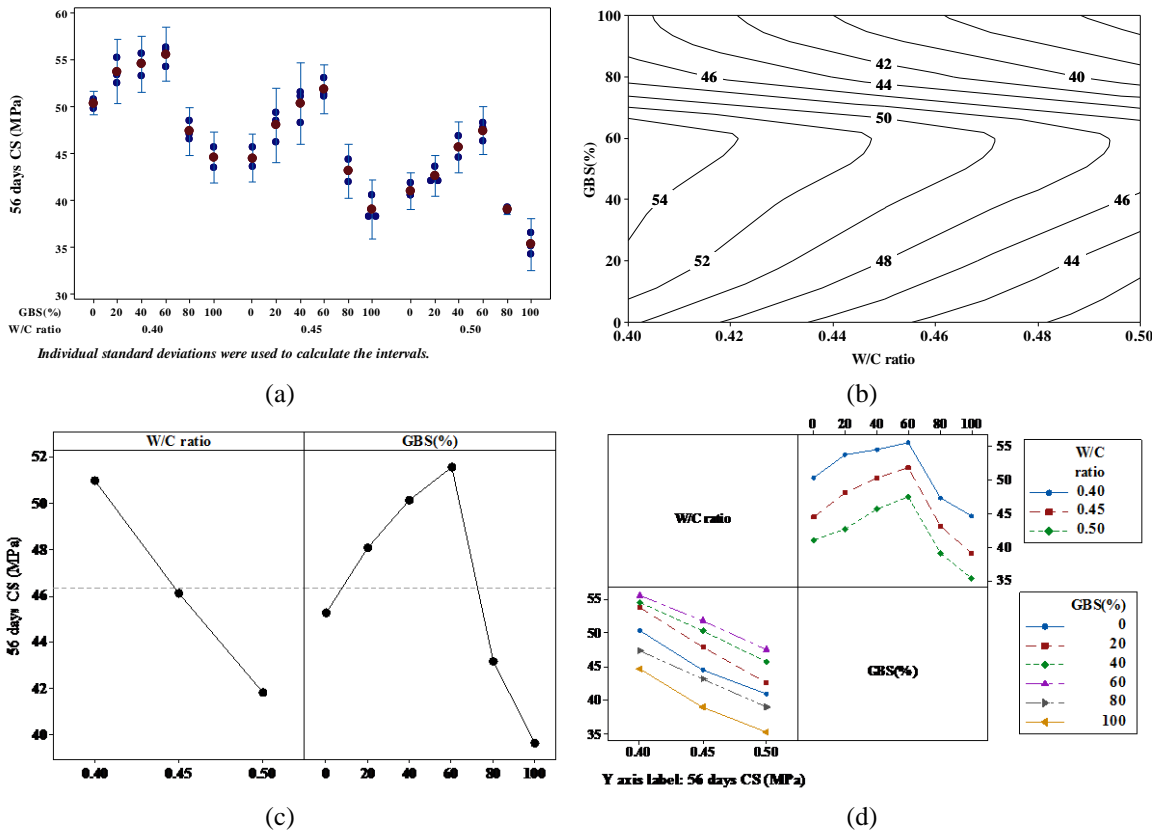 60
55
50
45
40
35
30
56 days CS (MPa)
GBS(%) 0 20 40 60 80 100 0 20 40 60 80 100 0 20 40 60 80 100
W/C ratio 0.40 0.45 0.50
Individual standard deviations were used to calculate the intervals.
(a)
100
80
60
40
20
0
GBS(%)
42
46
44
40
50
54
46
52
48
44
0.40 0.42 0.44 0.46 0.48 0.50
W/C ratio
(b)
W/C ratio GBS(%)
52
50
48
46
44
42
40
56 days CS (MPa)
0.40 0.45 0.50 0 20 40 60 80 100
(c)
0 20 40 60 80 100
W/C ratio
55
50
45
40
35
W/C
ratio
0.40
0.45
0.50
55
50
45
40
35
GBS(%)
0.40 0.45 0.50
GBS(%)
0
20
40
60
80
100
Y axis label: 56 days CS (MPa)
(d)